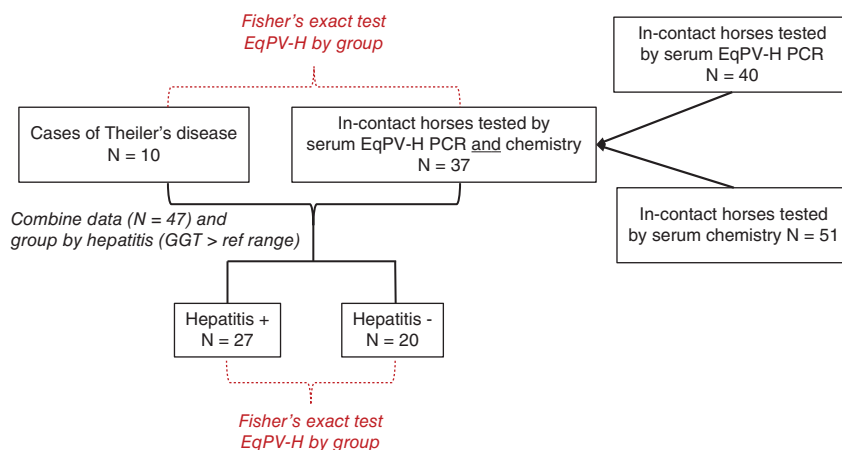 Fisher's exact test
EqPV-H by group
In-contact horses tested
by serum EqPV-H PCR
N = 40
Cases of Theiler's disease
N = 10
In-contact horses tested by
serum EqPV-H PCR and chemistry
N = 37
In-contact horses tested
by serum chemistry N = 51
Combine data (N = 47) and
group by hepatitis (GGT > ref range)
Hepatitis +
N = 27
Hepatitis -
N = 20
Fisher's exact test
EqPV-H by group